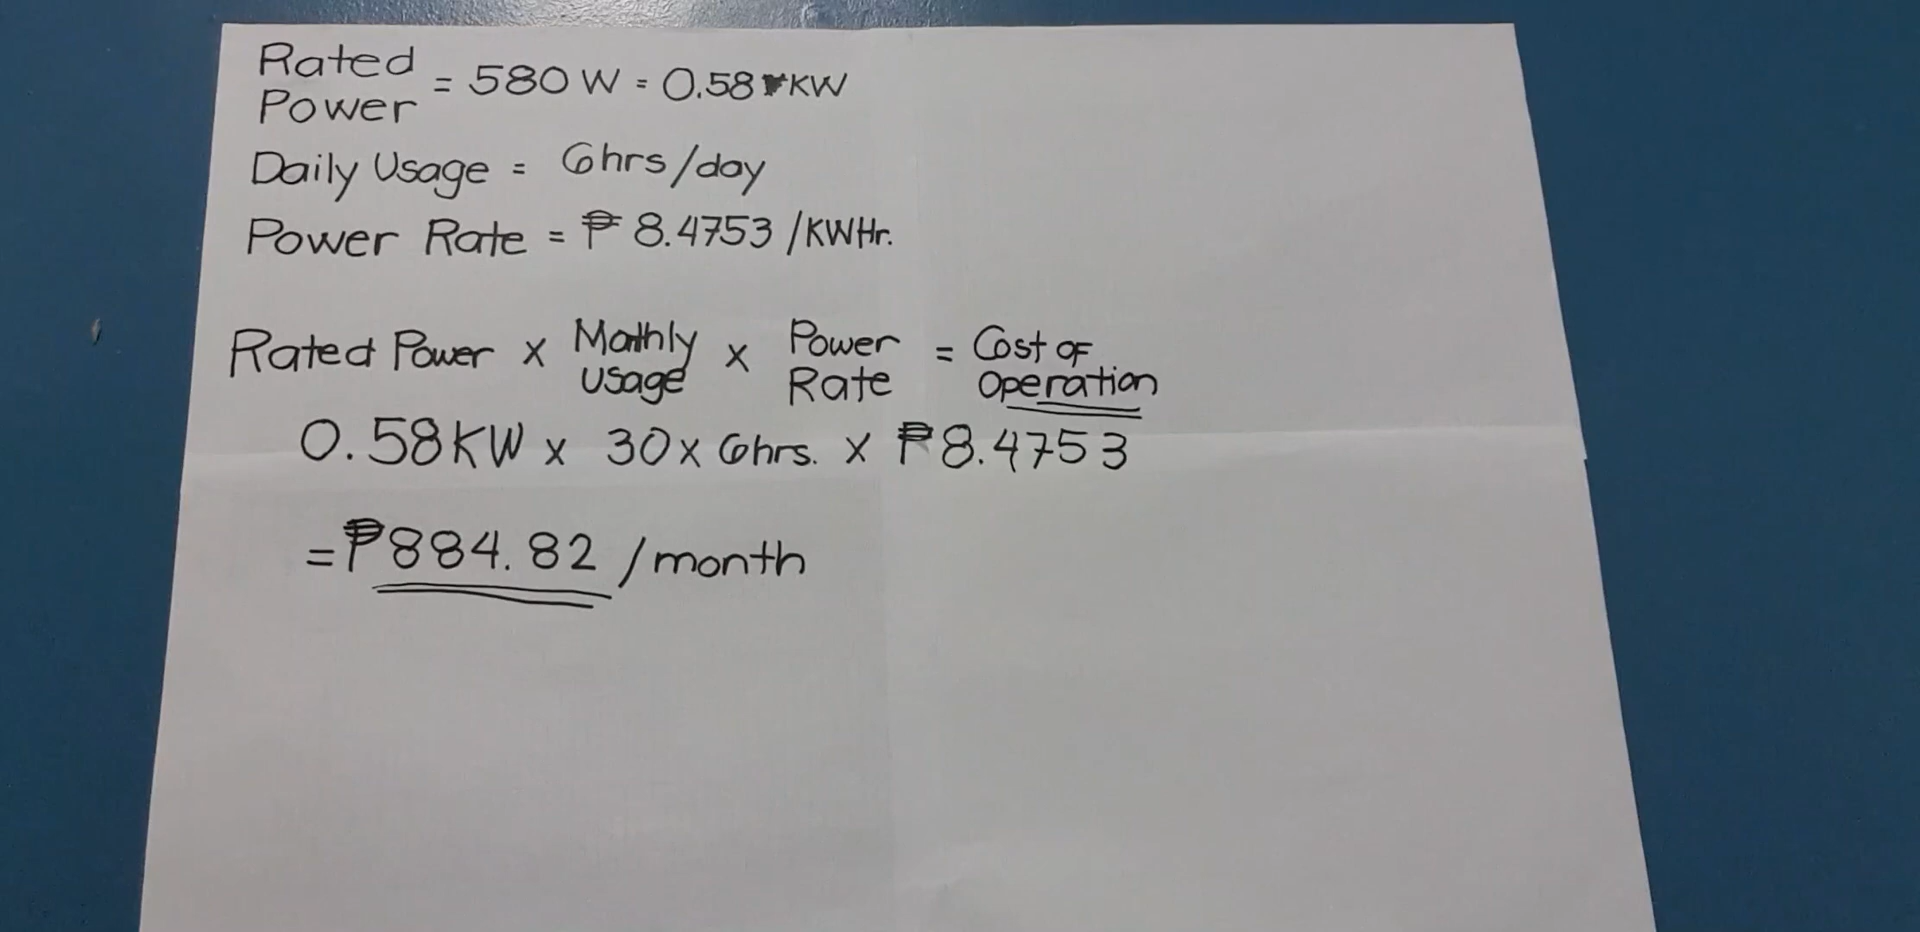 Rated Power = 580 W = 0.58 KW
Daily Usage = 6hrs/day
Power Rate = ₱ 8.4753 /KWHr.
Rated Power x Mothly Usage x Power Rate = Cost of Operation
0.58KW x 30 x 6hrs. x ₱8.4753
= ₱884.82 /month